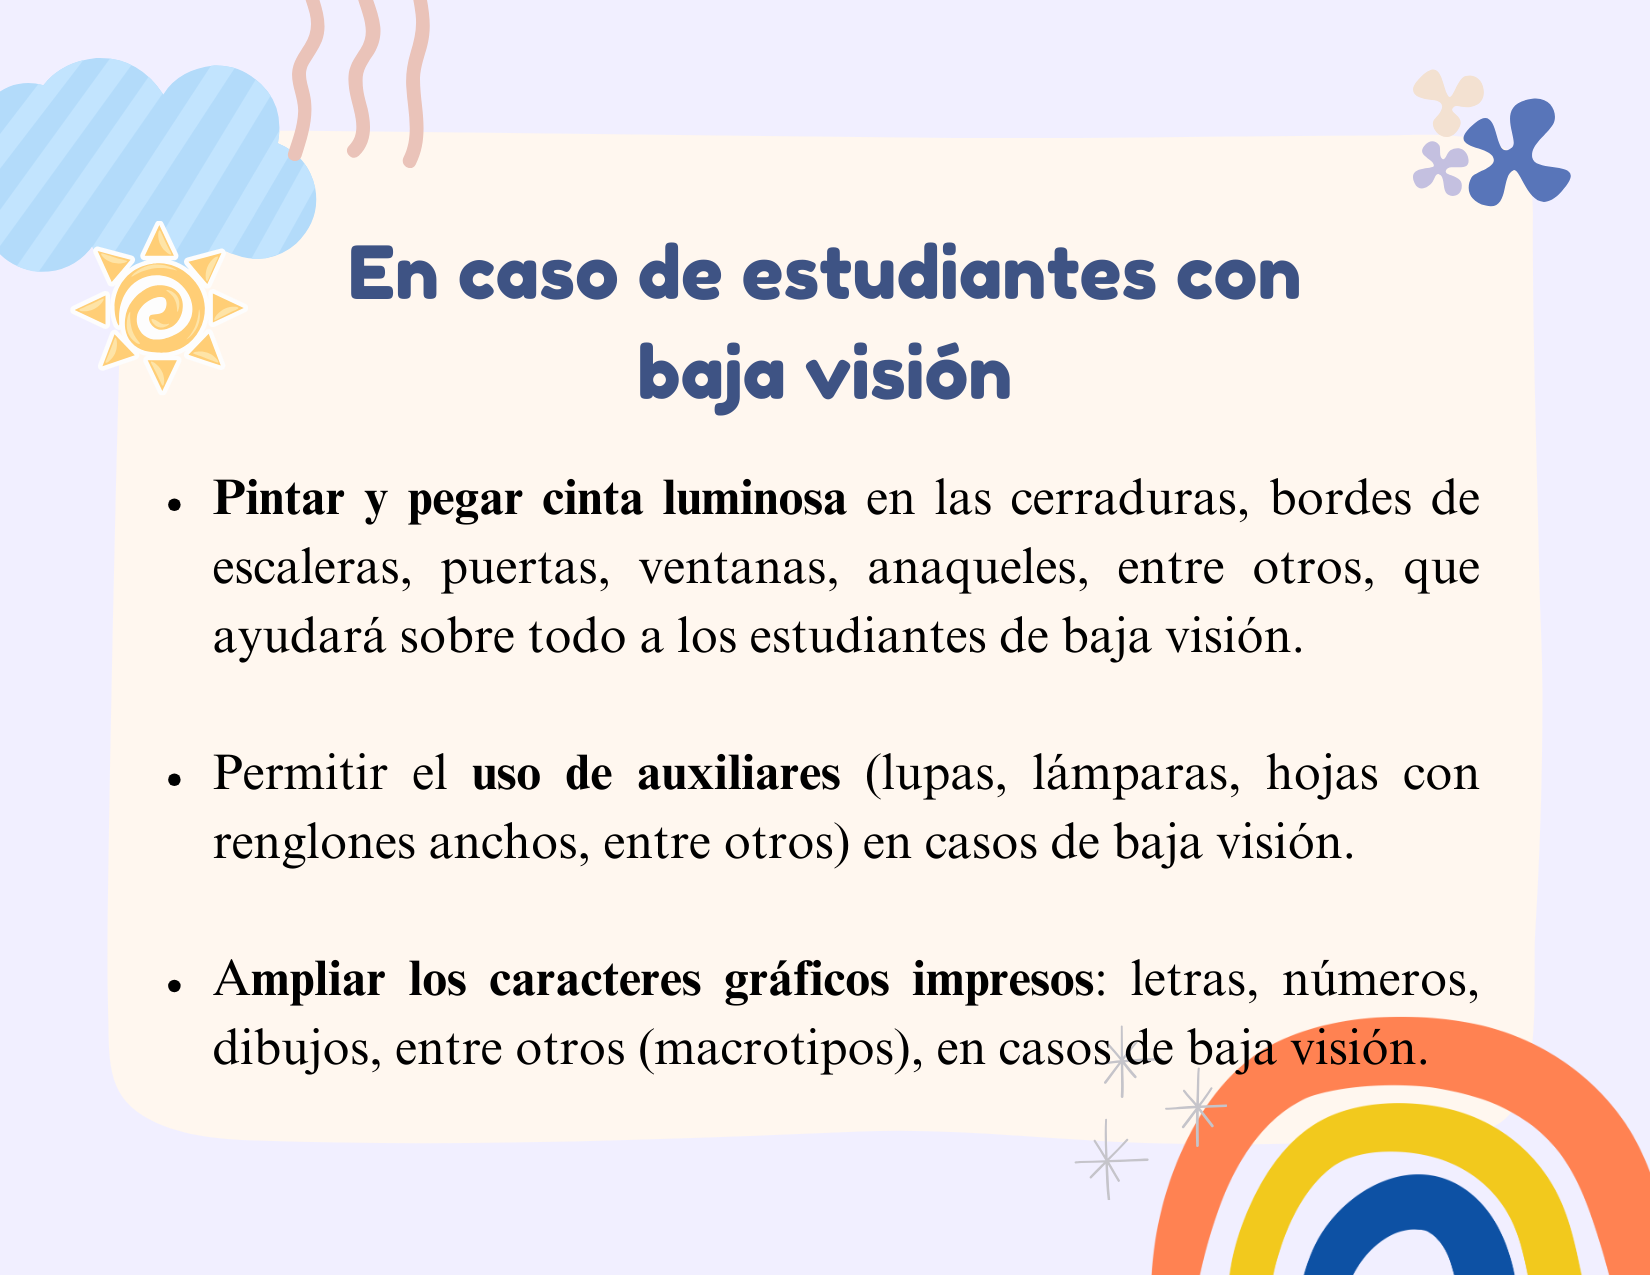 En caso de estudiantes con
baja visión
• Pintar y pegar cinta luminosa en las cerraduras, bordes de
escaleras, puertas, ventanas, anaqueles, entre otros, que
ayudará sobre todo a los estudiantes de baja visión.
• Permitir el uso de auxiliares (lupas, lámparas, hojas con
renglones anchos, entre otros) en casos de baja visión.
• Ampliar los caracteres gráficos impresos: letras, números,
dibujos, entre otros (macrotipos), en casos de baja visión.